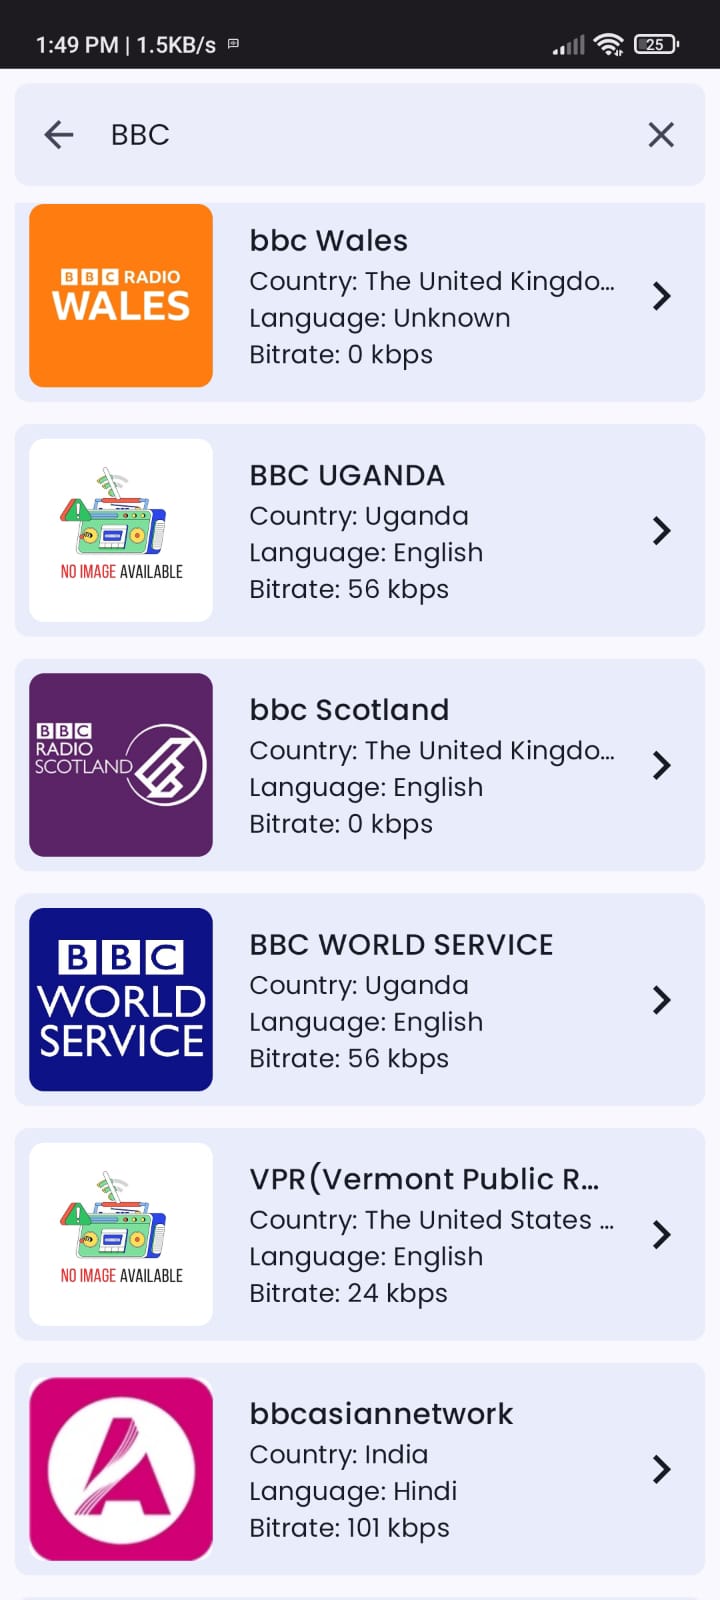 1:49 PM | 1.5KB/s
25
BBC
BBC RADIO
WALES
bbc Wales
Country: The United Kingdo...
Language: Unknown
Bitrate: 0 kbps
NO IMAGE AVAILABLE
BBC UGANDA
Country: Uganda
Language: English
Bitrate: 56 kbps
BBC
RADIO
SCOTLAND
bbc Scotland
Country: The United Kingdo...
Language: English
Bitrate: 0 kbps
BBC
WORLD
SERVICE
BBC WORLD SERVICE
Country: Uganda
Language: English
Bitrate: 56 kbps
NO IMAGE AVAILABLE
VPR(Vermont Public R...
Country: The United States ...
Language: English
Bitrate: 24 kbps
A
bbcasiannetwork
Country: India
Language: Hindi
Bitrate: 101 kbps